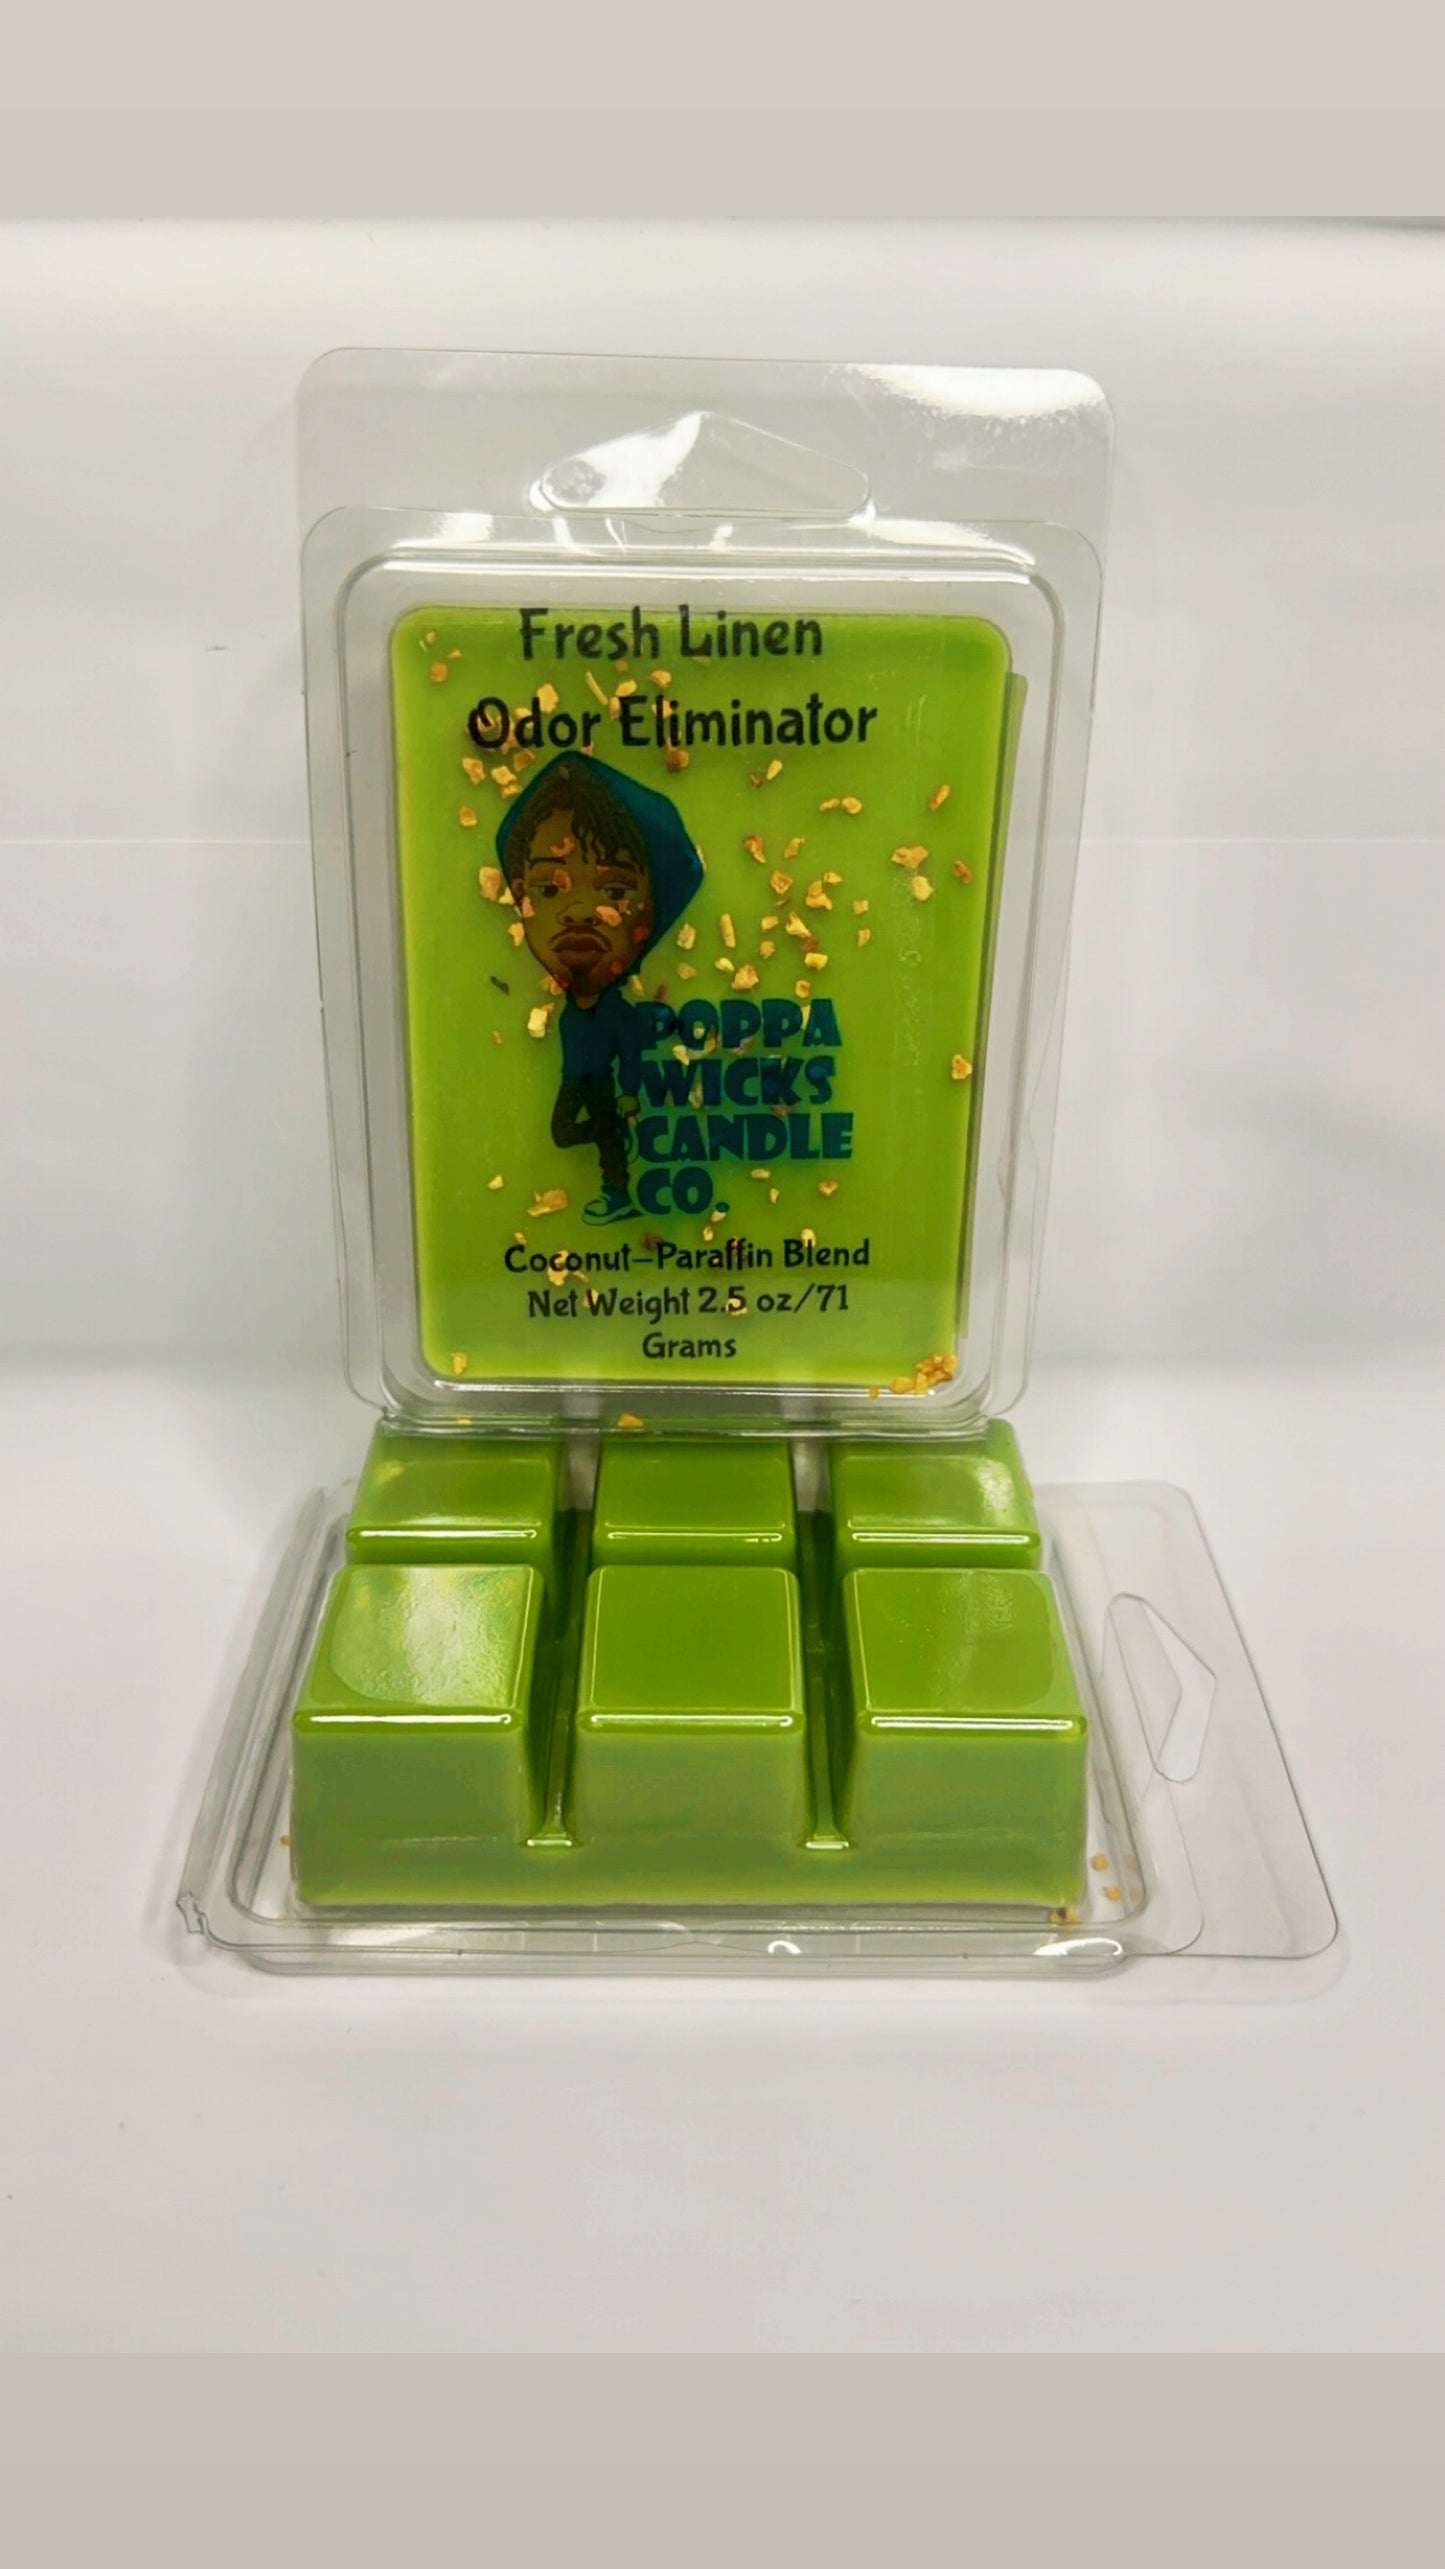 Fresh Linen
Odor Eliminator
POPPA
WICKS
CANDLE
CO.
Coconut–Paraffin Blend
Net Weight 2.5 oz/71
Grams